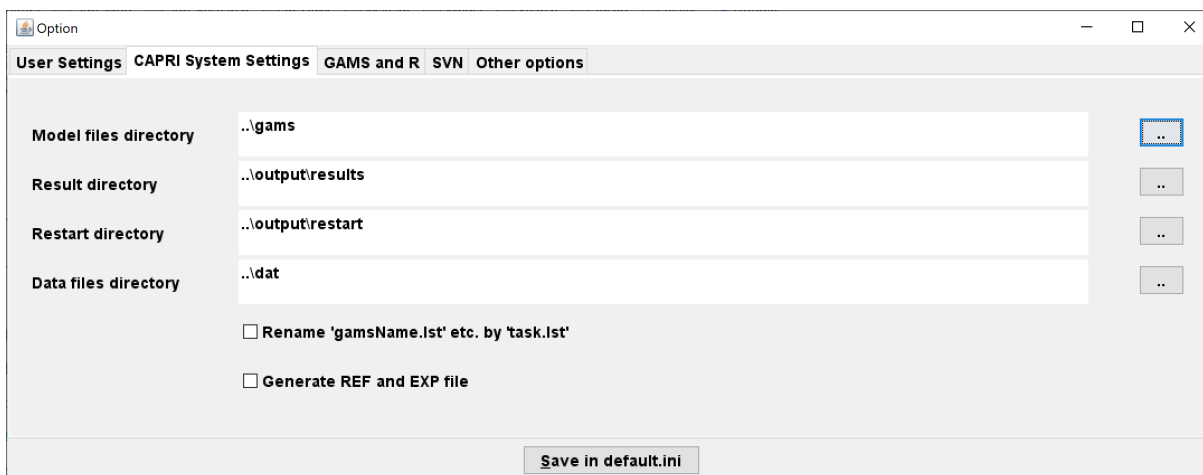 Option
User Settings CAPRI System Settings GAMS and R SVN Other options
Model files directory ..\gams ..
Result directory ..\output\results ..
Restart directory ..\output\restart ..
Data files directory ..\dat ..
Rename 'gamsName.lst' etc. by 'task.lst'
Generate REF and EXP file
Save in default.ini